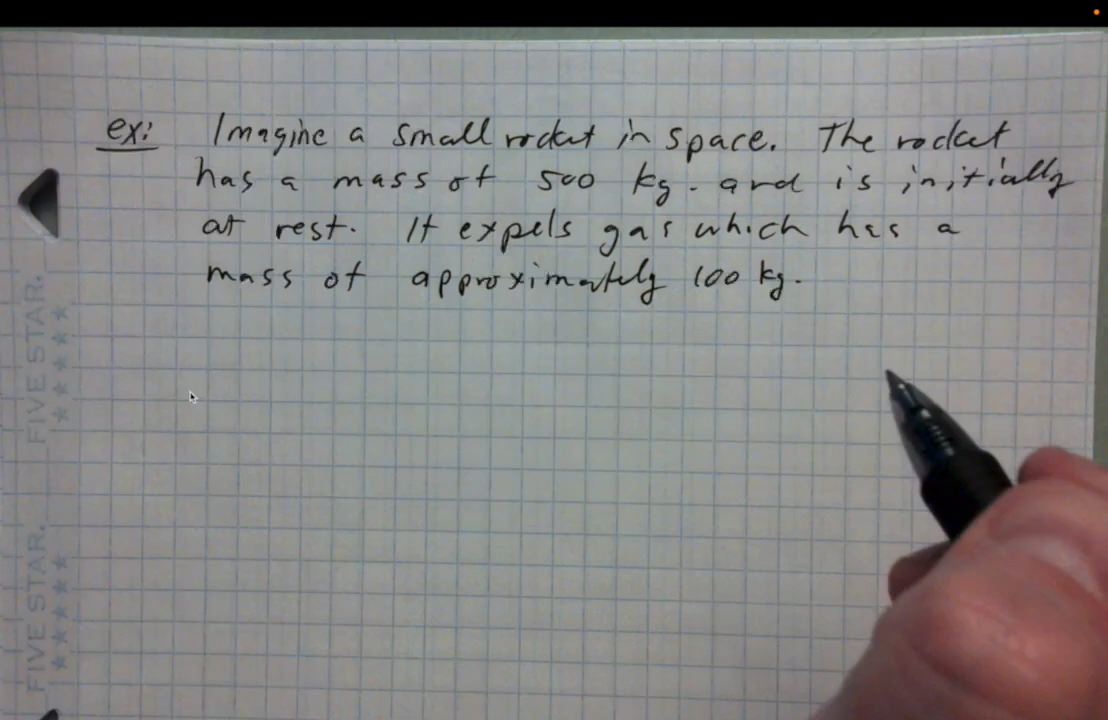 ex: Imagine a small rocket in space. The rocket
has a mass of 500 kg. and is initially
at rest. It expels gas which has a
mass of approximately 100 kg.
FIVE STAR.
FIVE STAR.